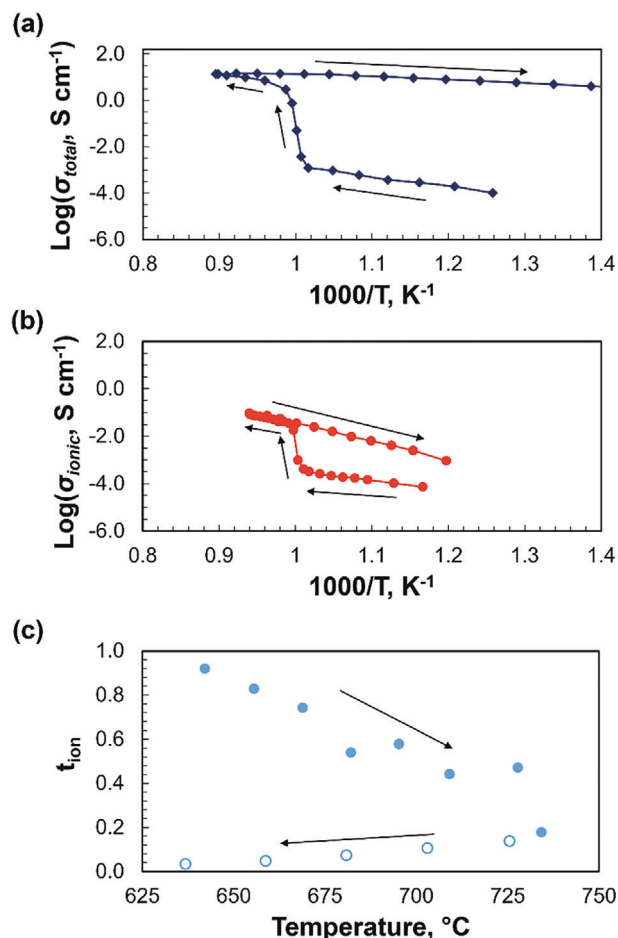 (a)
2.0
0.0
-2.0
-4.0
-6.0
Log(σtotal, S cm-1)
0.8 0.9 1 1.1 1.2 1.3 1.4
1000/T, K-1
(b)
2.0
0.0
-2.0
-4.0
-6.0
Log(σionic, S cm-1)
0.8 0.9 1 1.1 1.2 1.3 1.4
1000/T, K-1
(c)
1.0
0.8
0.6
0.4
0.2
0.0
tion
625 650 675 700 725 750
Temperature, °C